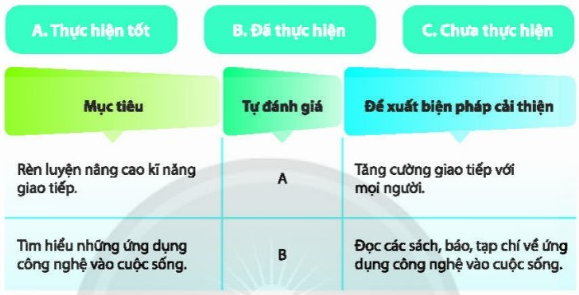 A. Thực hiện tốt
B. Đã thực hiện
C. Chưa thực hiện
Mục tiêu
Tự đánh giá
Để xuất biện pháp cải thiện
Rèn luyện nâng cao kĩ năng
giao tiếp.
A
Tăng cường giao tiếp với
mọi người.
Tìm hiểu những ứng dụng
công nghệ vào cuộc sống.
B
Đọc các sách, báo, tạp chí về ứng
dụng công nghệ vào cuộc sống.